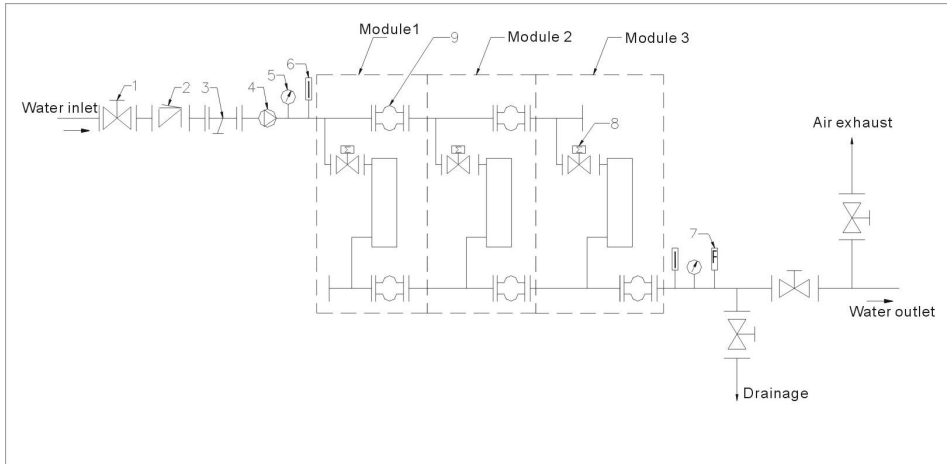 Module1
9
Module 2
Module 3
6
5
1
2
3
4
Water inlet
8
Air exhaust
7
F
Water outlet
Drainage